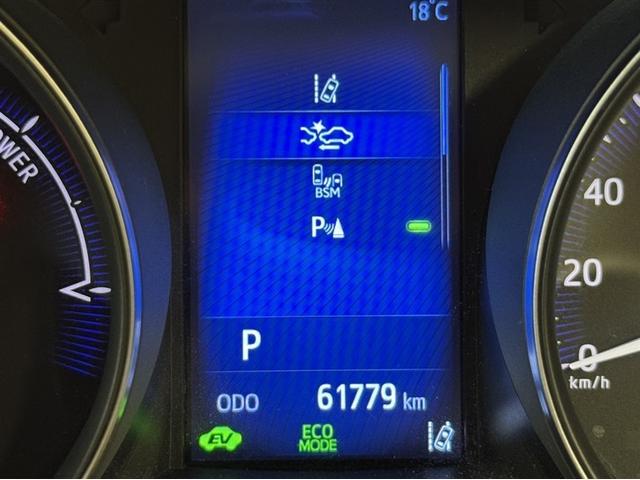 18°C
POWER
BSM
P
40
20
0
km/h
P
ODO 61779 km
EV
ECO
MODE